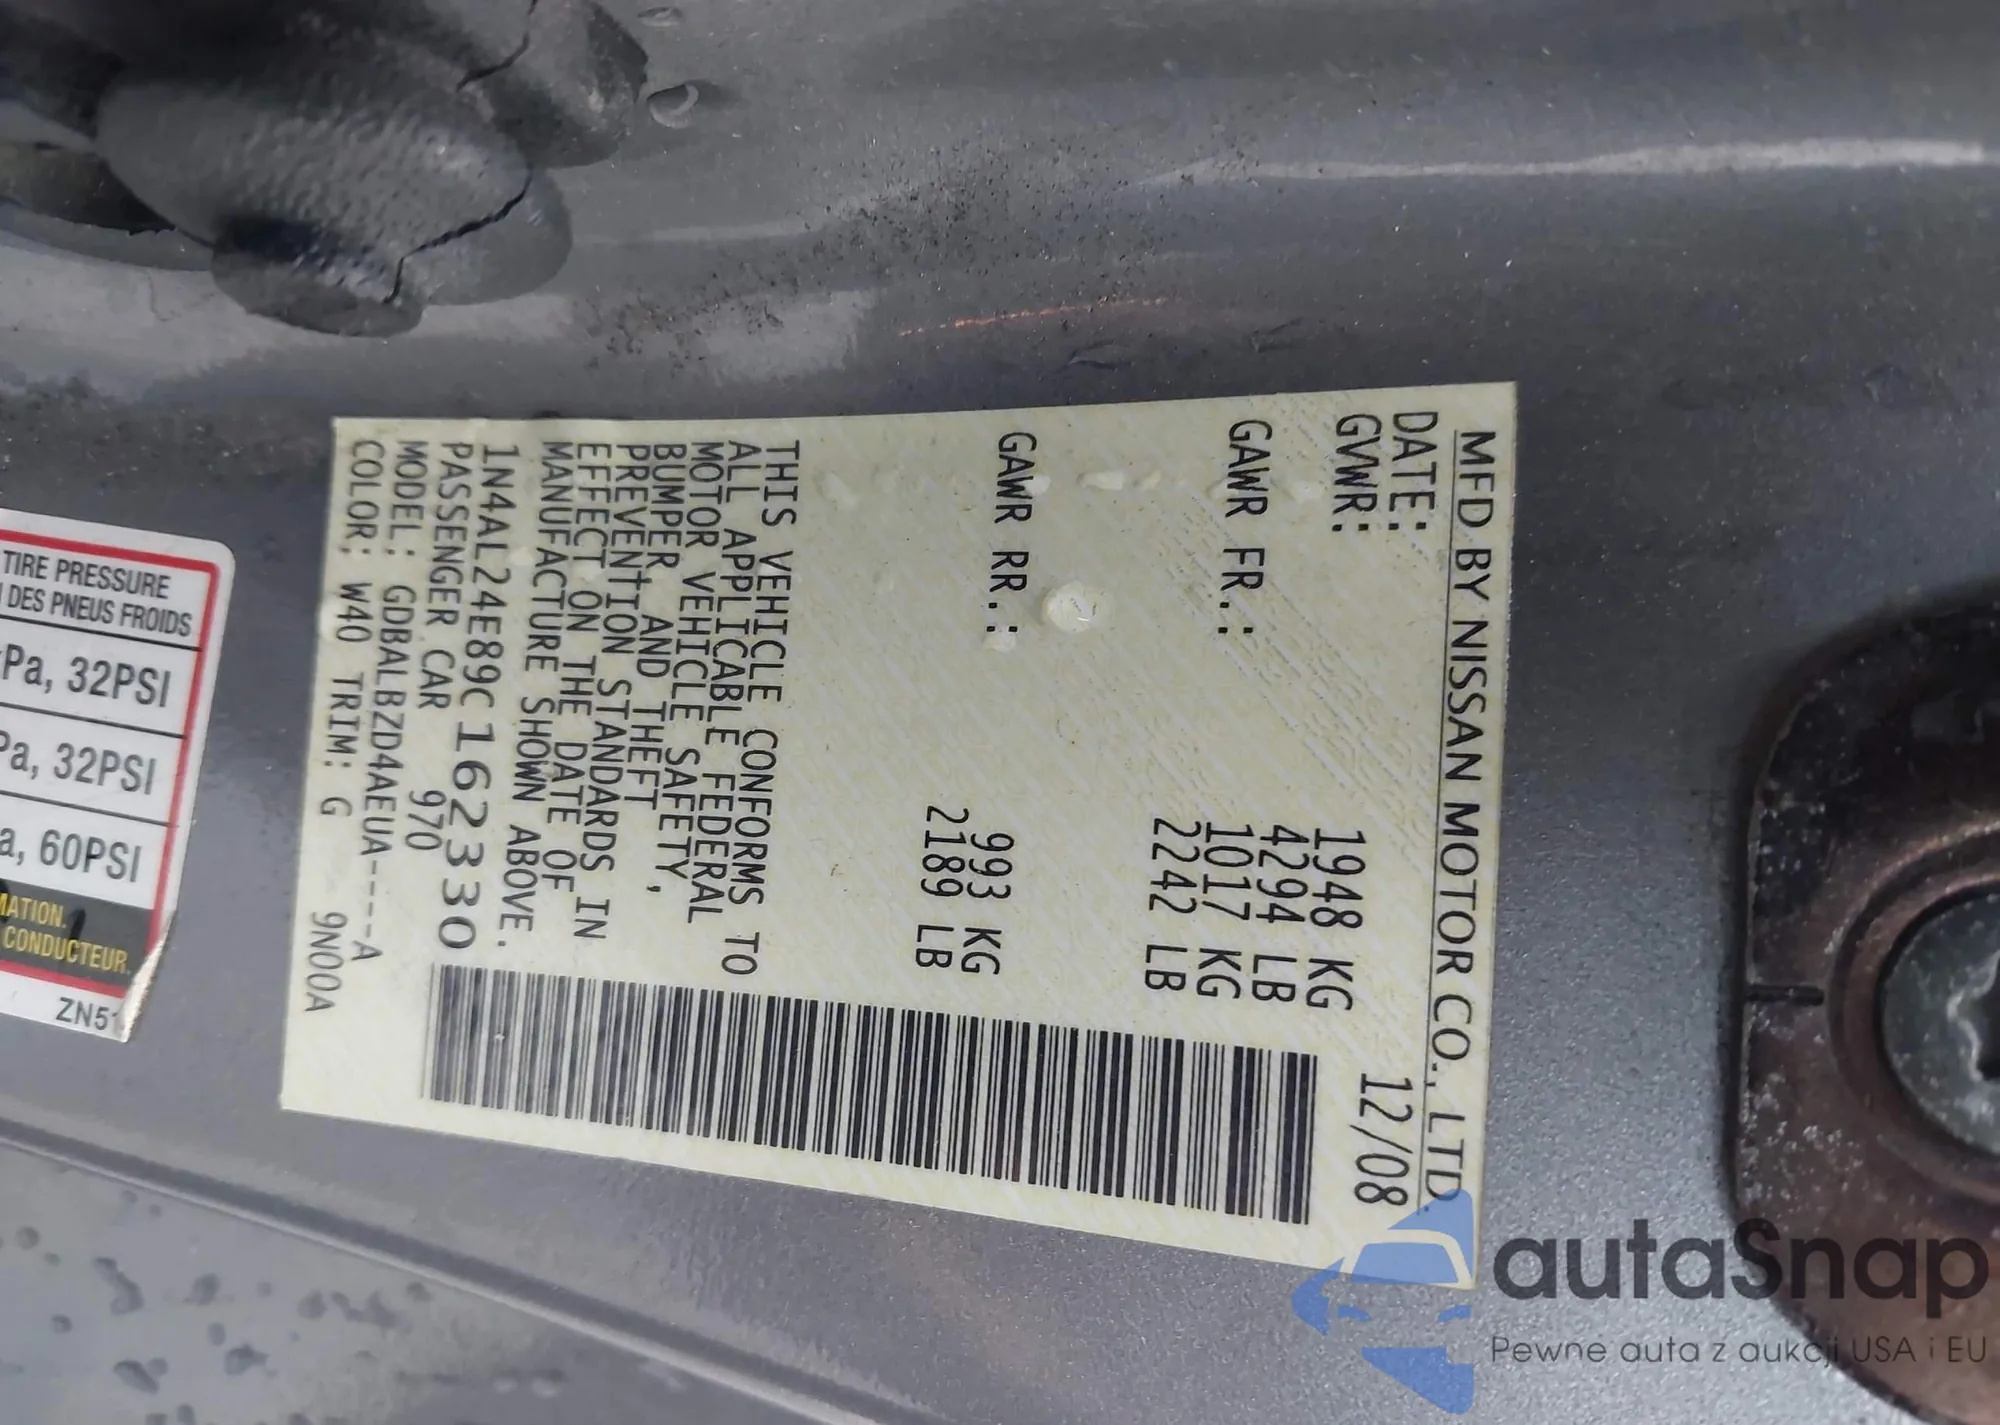 MFD BY NISSAN MOTOR CO., LTD.
DATE: 12/08
GVWR: 1948 KG
4294 LB
GAWR FR.: 1017 KG
2242 LB
GAWR RR.: 993 KG
2189 LB
THIS VEHICLE CONFORMS TO
ALL APPLICABLE FEDERAL
MOTOR VEHICLE SAFETY,
BUMPER, AND THEFT
PREVENTION STANDARDS IN
EFFECT ON THE DATE OF
MANUFACTURE SHOWN ABOVE.
1N4AL24E89C162330
PASSENGER CAR 970
MODEL: GDBALBZD4AEUA----A
COLOR: W40 TRIM: G 9N00A
TIRE PRESSURE
DES PNEUS FROIDS
Pa, 32PSI
Pa, 32PSI
a, 60PSI
MATION.
CONDUCTEUR.
ZN51
autaSnap
Pewne auta z aukcji USA i EU